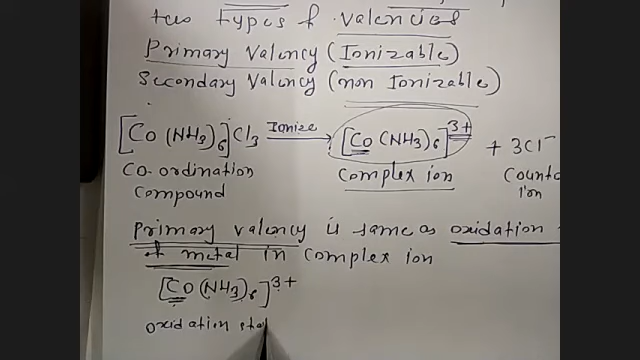 two types of valencies
Primary Valency (Ionizable)
Secondary Valency (non Ionizable)
[Co(NH3)6]Cl3 Ionize → [Co(NH3)6]3+ + 3Cl-
Co-ordination Compound
Complex ion
Counter ion
Primary valency is same as oxidation
of metal in Complex ion
[Co(NH3)6]3+
oxidation sta